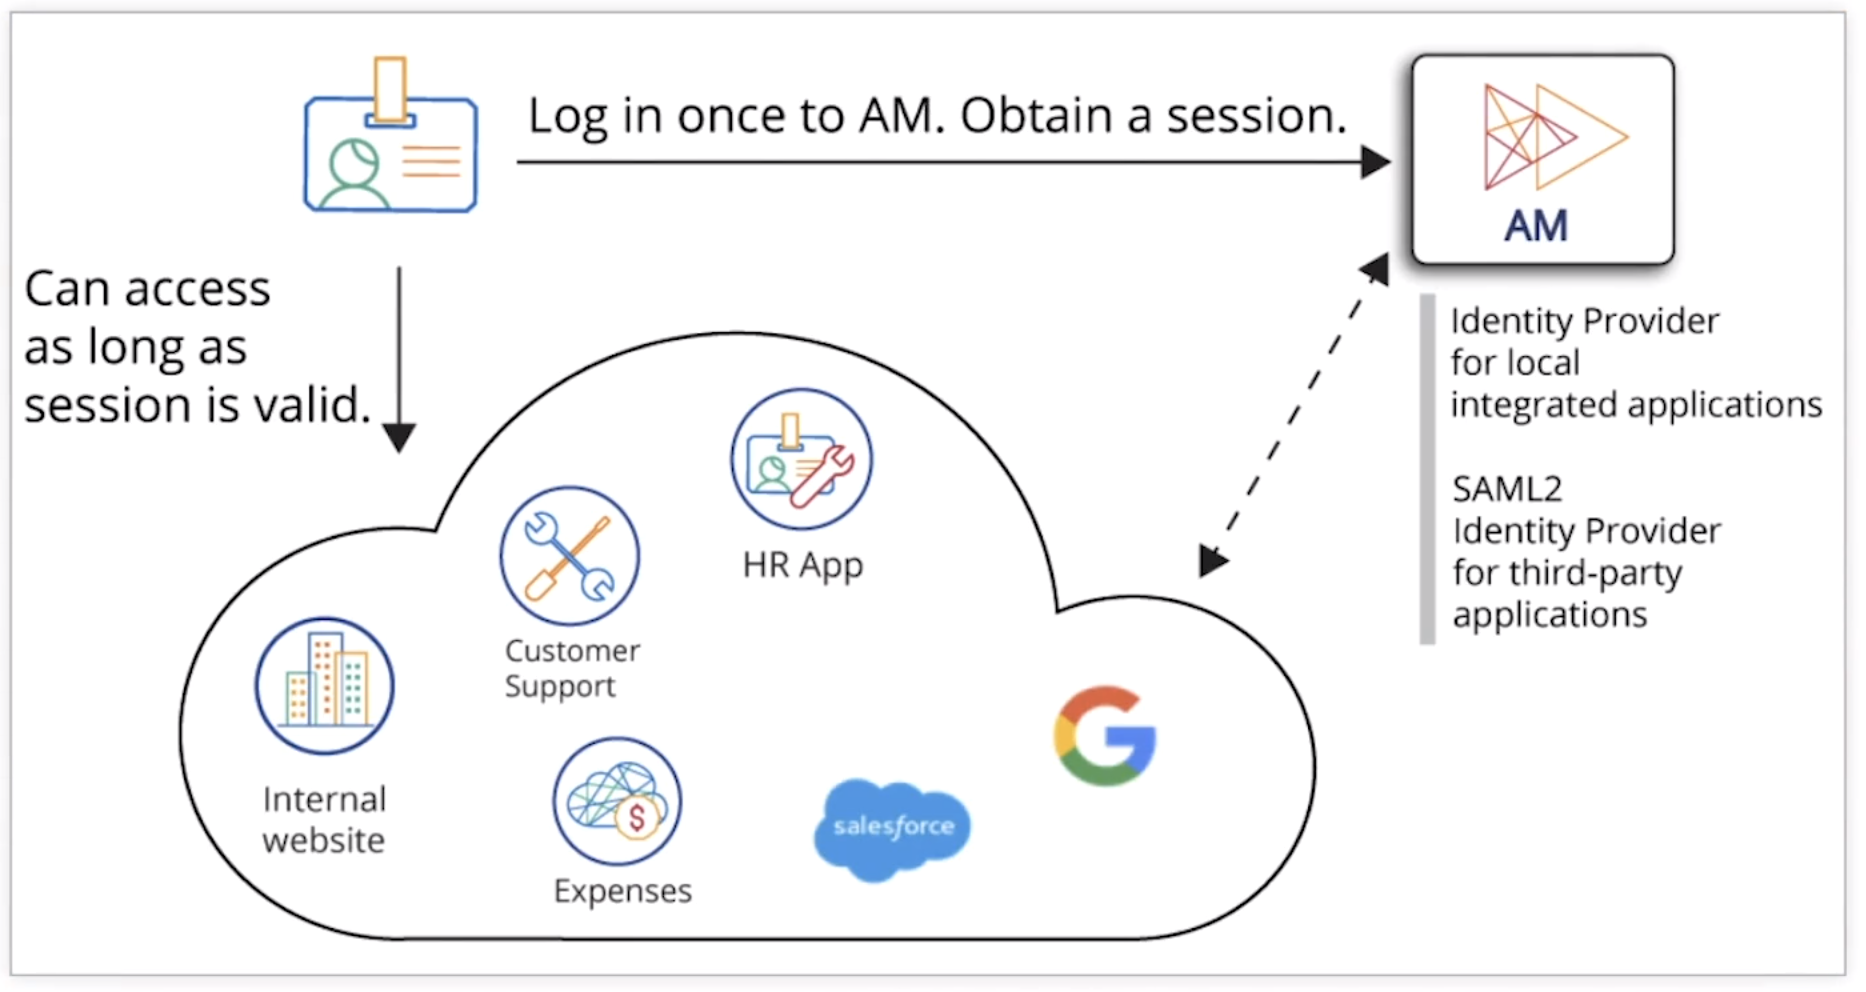 Log in once to AM. Obtain a session.
AM
Can access
as long as
session is valid.
Identity Provider
for local
integrated applications
SAML2
Identity Provider
for third-party
applications
HR App
Customer
Support
Internal
website
Expenses
$
salesforce
G